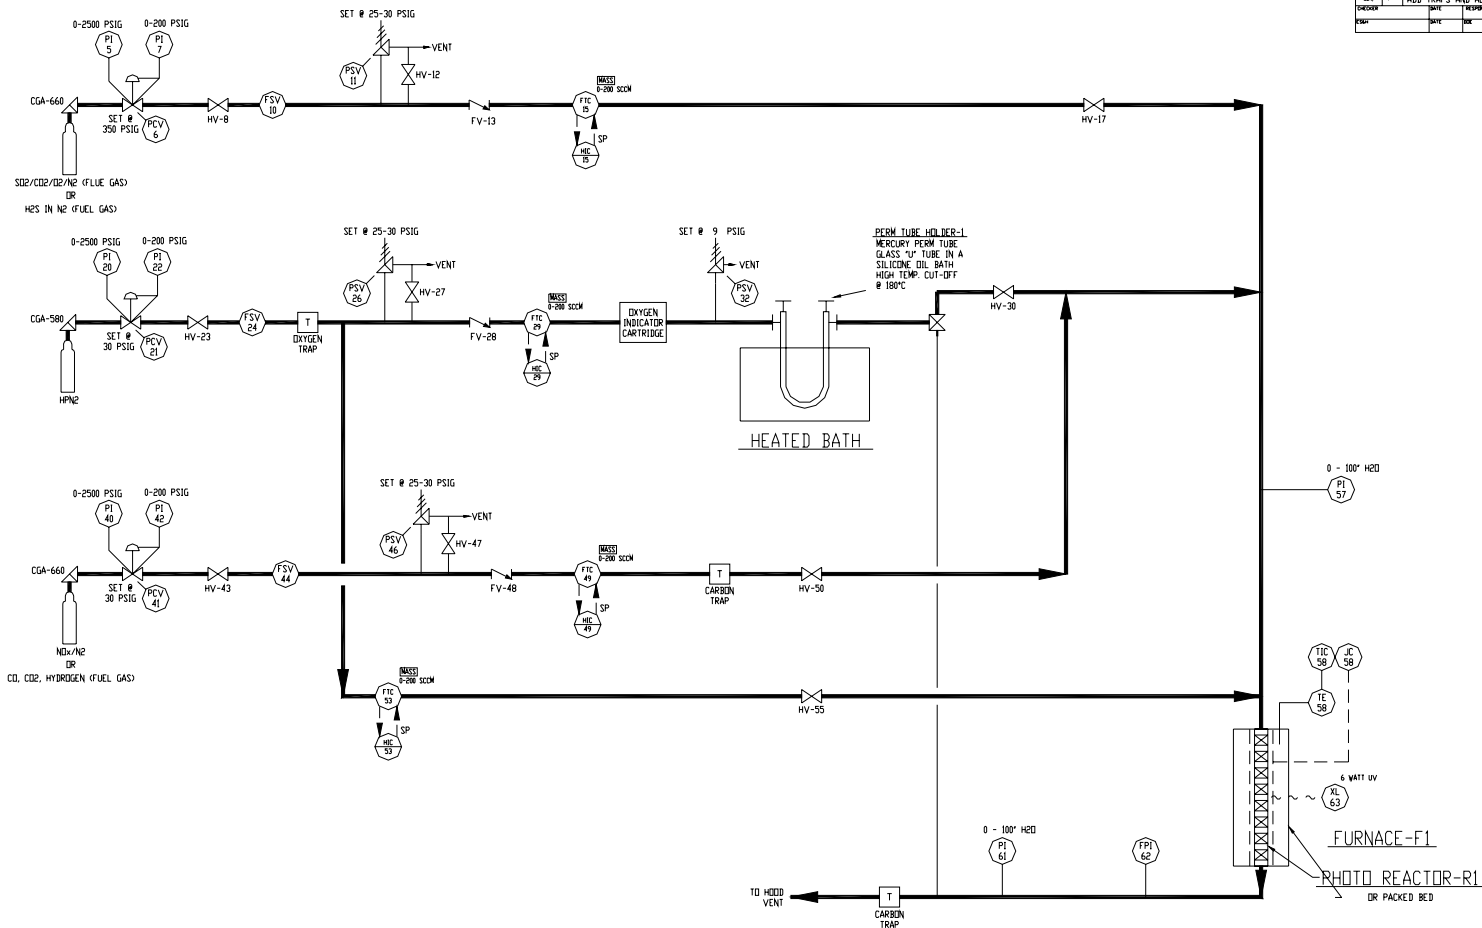 ADD TRAPS AND
CHECKER
DATE
ES&H
DATE
SET @ 25-30 PSIG
0-2500 PSIG
0-200 PSIG
PI
5
PI
7
VENT
PSV
11
HV-12
CGA-660
FSV
10
SET @
350 PSIG
PCV
6
HV-8
FV-13
MASS
0-200 SCCM
FTC
15
SP
HIC
15
HV-17
SO2/CO2/O2/N2 (FLUE GAS)
OR
H2S IN N2 (FUEL GAS)
0-2500 PSIG
0-200 PSIG
SET @ 25-30 PSIG
SET @ 9 PSIG
PERM TUBE HOLDER-1
MERCURY PERM TUBE
GLASS "U" TUBE IN A
SILICONE OIL BATH
HIGH TEMP. CUT-OFF
@ 180°C
PI
20
PI
22
VENT
VENT
PSV
26
HV-27
PSV
32
HV-30
CGA-580
FSV
24
T
OXYGEN
TRAP
SET @
30 PSIG
PCV
21
HV-23
FV-28
MASS
0-200 SCCM
FTC
29
SP
HIC
29
OXYGEN
INDICATOR
CARTRIDGE
HPN2
HEATED BATH
0 - 100" H2O
PI
57
0-2500 PSIG
0-200 PSIG
SET @ 25-30 PSIG
PI
40
PI
42
VENT
PSV
46
HV-47
CGA-660
FSV
44
SET @
30 PSIG
PCV
41
HV-43
FV-48
MASS
0-200 SCCM
FTC
49
SP
HIC
49
T
CARBON
TRAP
HV-50
NOx/N2
OR
CO, CO2, HYDROGEN (FUEL GAS)
MASS
0-200 SCCM
FTC
53
SP
HIC
53
HV-55
TIC
58
JC
58
TE
58
6 WATT UV
XL
63
FURNACE-F1
PHOTO REACTOR-R1
OR PACKED BED
0 - 100" H2O
PI
61
FPI
62
TO HOOD
VENT
T
CARBON
TRAP